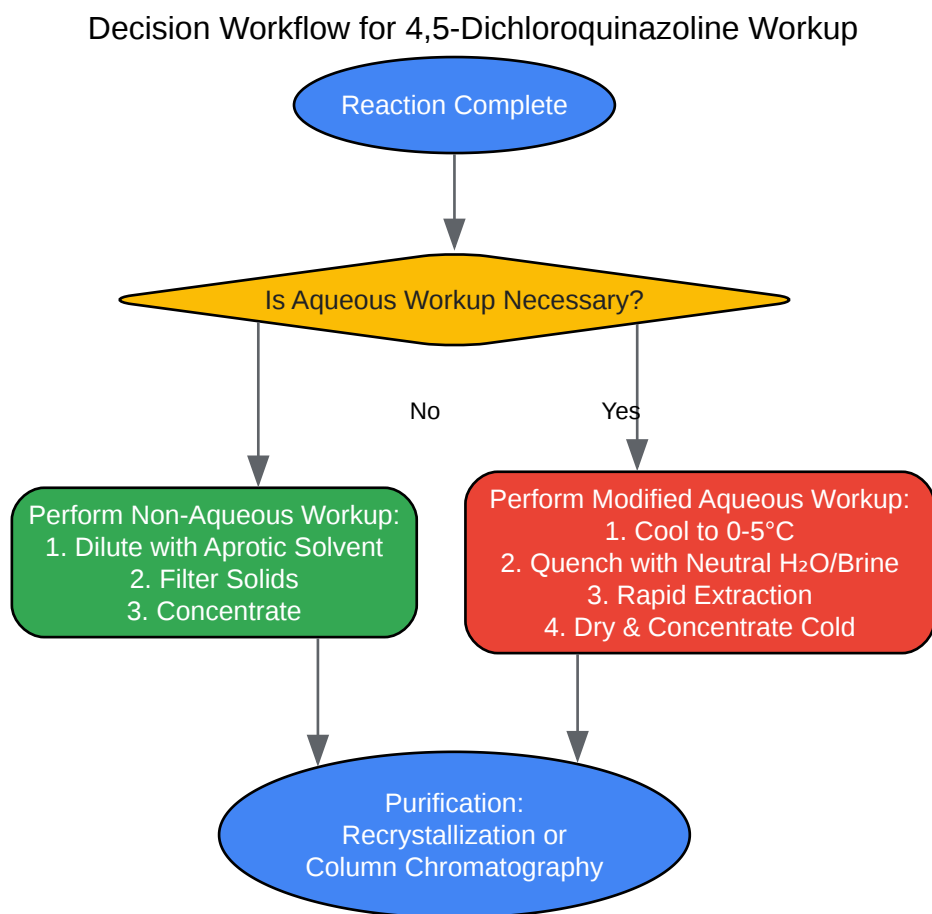 Decision Workflow for 4,5-Dichloroquinazoline Workup
Reaction Complete
Is Aqueous Workup Necessary?
No
Yes
Perform Non-Aqueous Workup:
1. Dilute with Aprotic Solvent
2. Filter Solids
3. Concentrate
Perform Modified Aqueous Workup:
1. Cool to 0-5°C
2. Quench with Neutral H₂O/Brine
3. Rapid Extraction
4. Dry & Concentrate Cold
Purification:
Recrystallization or
Column Chromatography